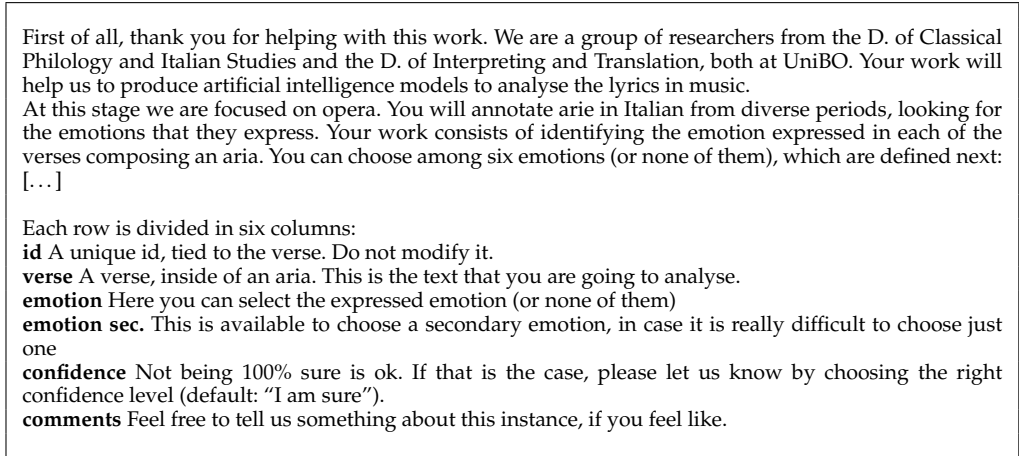 First of all, thank you for helping with this work. We are a group of researchers from the D. of Classical
Philology and Italian Studies and the D. of Interpreting and Translation, both at UniBO. Your work will
help us to produce artificial intelligence models to analyse the lyrics in music.
At this stage we are focused on opera. You will annotate arie in Italian from diverse periods, looking for
the emotions that they express. Your work consists of identifying the emotion expressed in each of the
verses composing an aria. You can choose among six emotions (or none of them), which are defined next:
[...]
Each row is divided in six columns:
id A unique id, tied to the verse. Do not modify it.
verse A verse, inside of an aria. This is the text that you are going to analyse.
emotion Here you can select the expressed emotion (or none of them)
emotion sec. This is available to choose a secondary emotion, in case it is really difficult to choose just
one
confidence Not being 100% sure is ok. If that is the case, please let us know by choosing the right
confidence level (default: “I am sure”).
comments Feel free to tell us something about this instance, if you feel like.